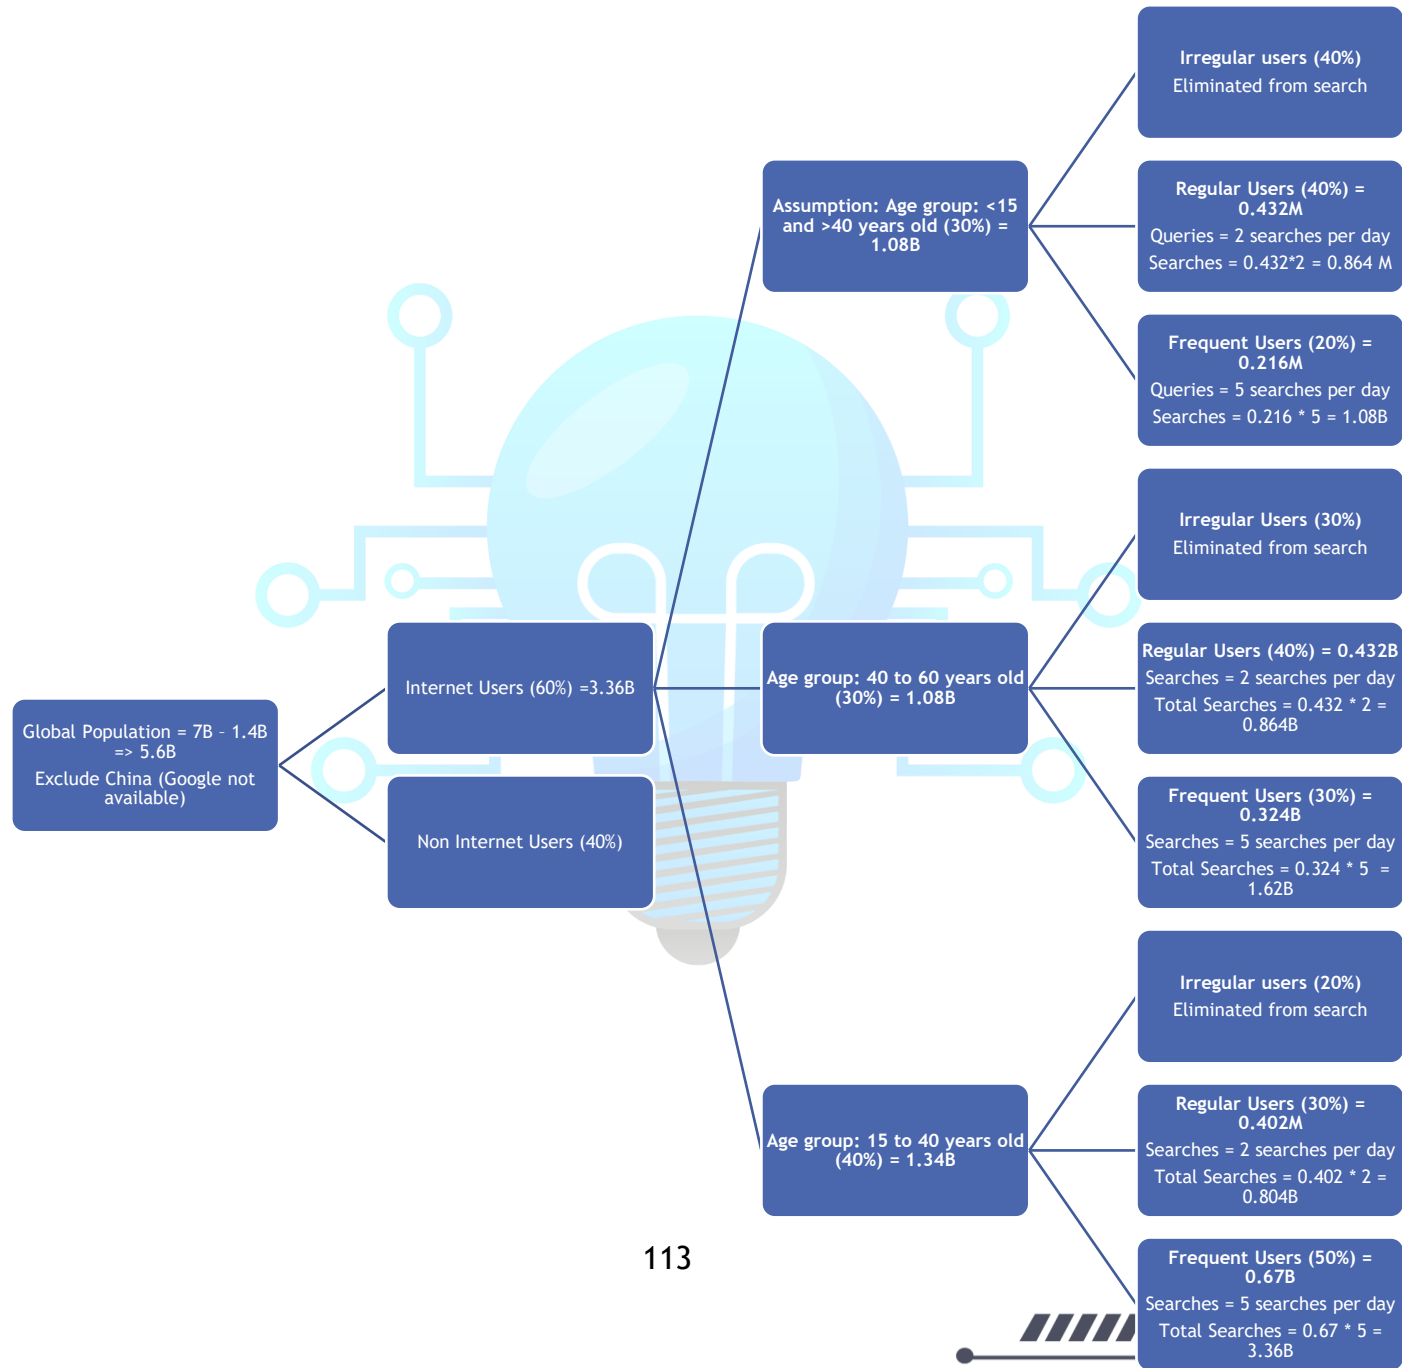 Global Population = 7B – 1.4B
=> 5.6B
Exclude China (Google not
available)
Internet Users (60%) =3.36B
Non Internet Users (40%)
Assumption: Age group: <15
and >40 years old (30%) =
1.08B
Irregular users (40%)
Eliminated from search
Regular Users (40%) =
0.432M
Queries = 2 searches per day
Searches = 0.432*2 = 0.864 M
Frequent Users (20%) =
0.216M
Queries = 5 searches per day
Searches = 0.216 * 5 = 1.08B
Age group: 40 to 60 years old
(30%) = 1.08B
Irregular Users (30%)
Eliminated from search
Regular Users (40%) = 0.432B
Searches = 2 searches per day
Total Searches = 0.432 * 2 =
0.864B
Frequent Users (30%) =
0.324B
Searches = 5 searches per day
Total Searches = 0.324 * 5  =
1.62B
Age group: 15 to 40 years old
(40%) = 1.34B
Irregular users (20%)
Eliminated from search
Regular Users (30%) =
0.402M
Searches = 2 searches per day
Total Searches = 0.402 * 2 =
0.804B
Frequent Users (50%) =
0.67B
Searches = 5 searches per day
Total Searches = 0.67 * 5 =
3.36B
113